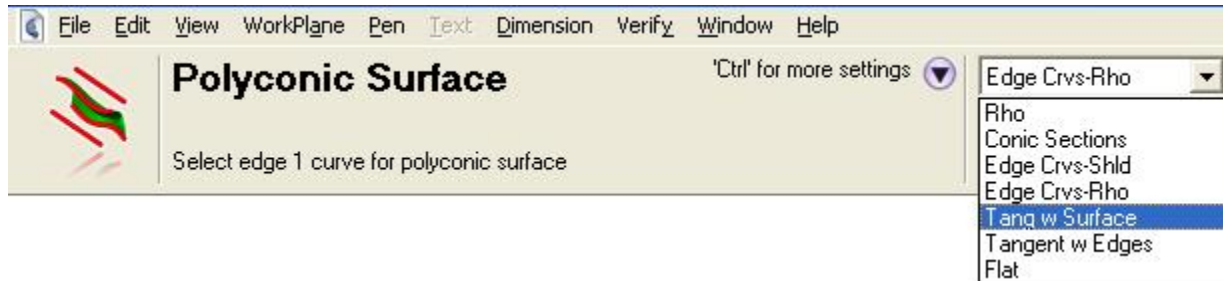 File Edit View WorkPlane Pen Text Dimension Verify Window Help
Polyconic Surface
'Ctrl' for more settings
Select edge 1 curve for polyconic surface
Edge Crvs-Rho
Rho
Conic Sections
Edge Crvs-Shld
Edge Crvs-Rho
Tang w Surface
Tangent w Edges
Flat